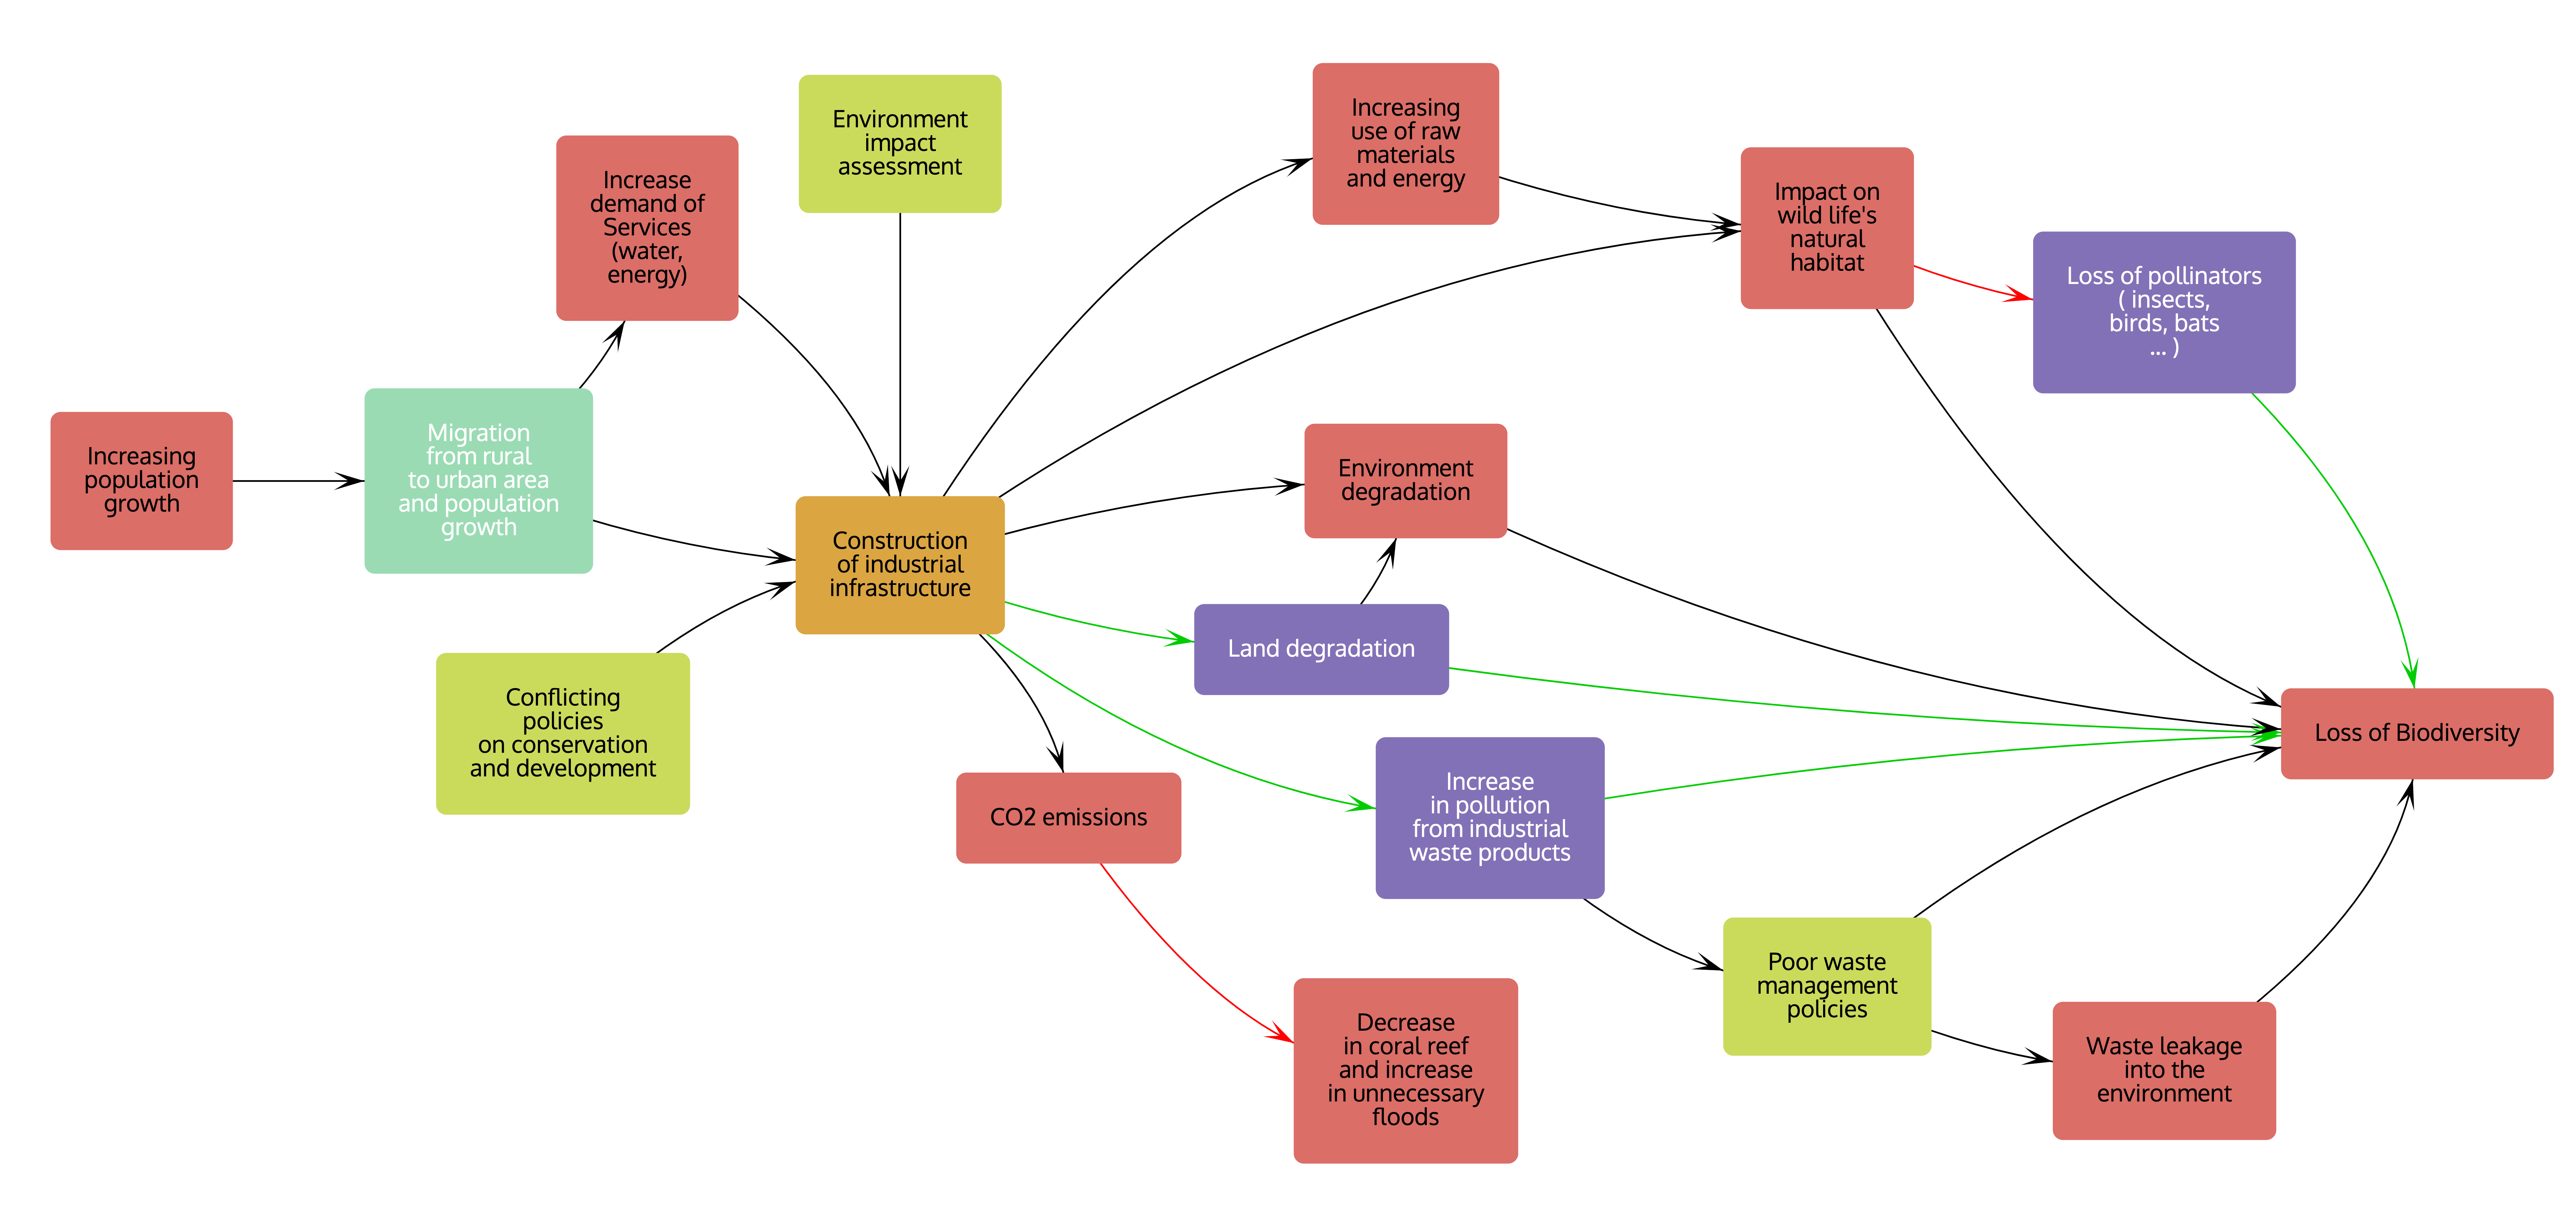 Increasing
population
growth
Migration
from rural
to urban area
and population
growth
Increase
demand of
Services
(water,
energy)
Environment
impact
assessment
Conflicting
policies
on conservation
and development
Construction
of industrial
infrastructure
Increasing
use of raw
materials
and energy
Environment
degradation
Land degradation
CO2 emissions
Increase
in pollution
from industrial
waste products
Decrease
in coral reef
and increase
in unnecessary
floods
Impact on
wild life's
natural
habitat
Loss of pollinators
( insects,
birds, bats
... )
Poor waste
management
policies
Waste leakage
into the
environment
Loss of Biodiversity